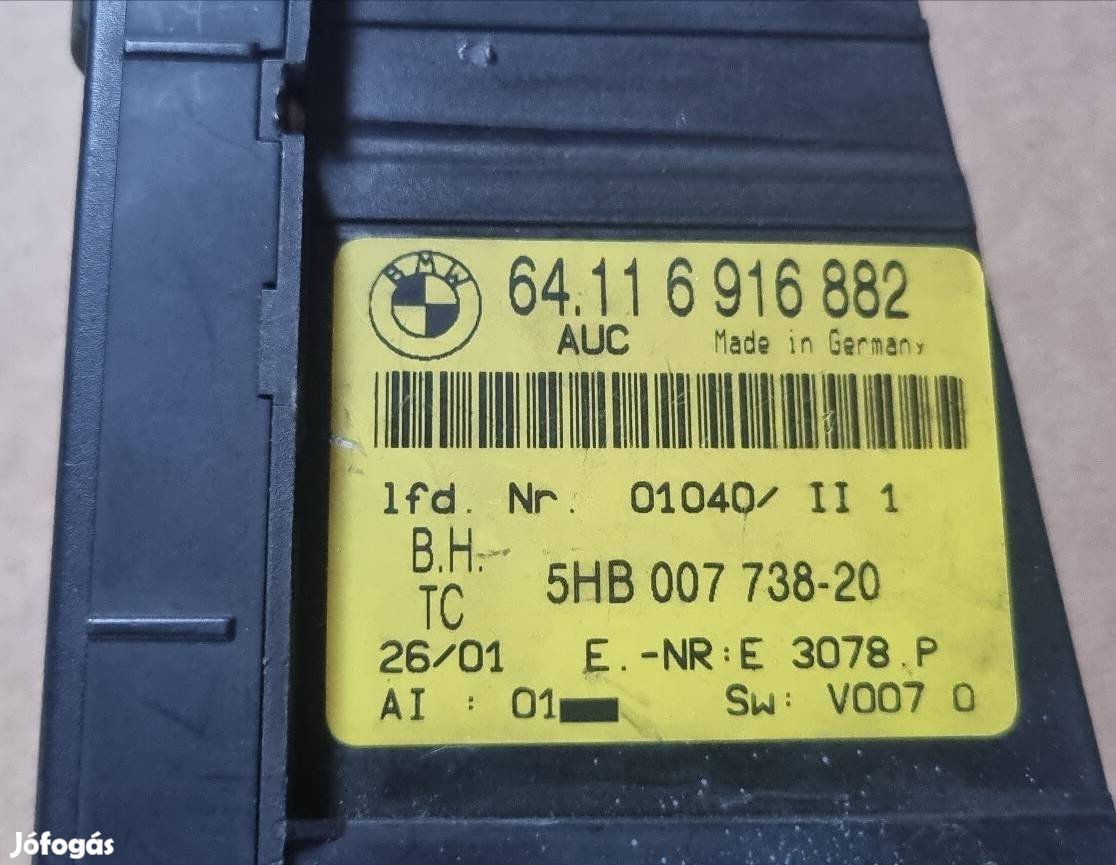 BMW
64.11 6 916 882
AUC Made in Germany
lfd. Nr. 01040/ II 1
B.H.
5HB 007 738-20
TC
26/01 E.-NR:E 3078.P
AI : 01 Sw: V007 0
Jófogás